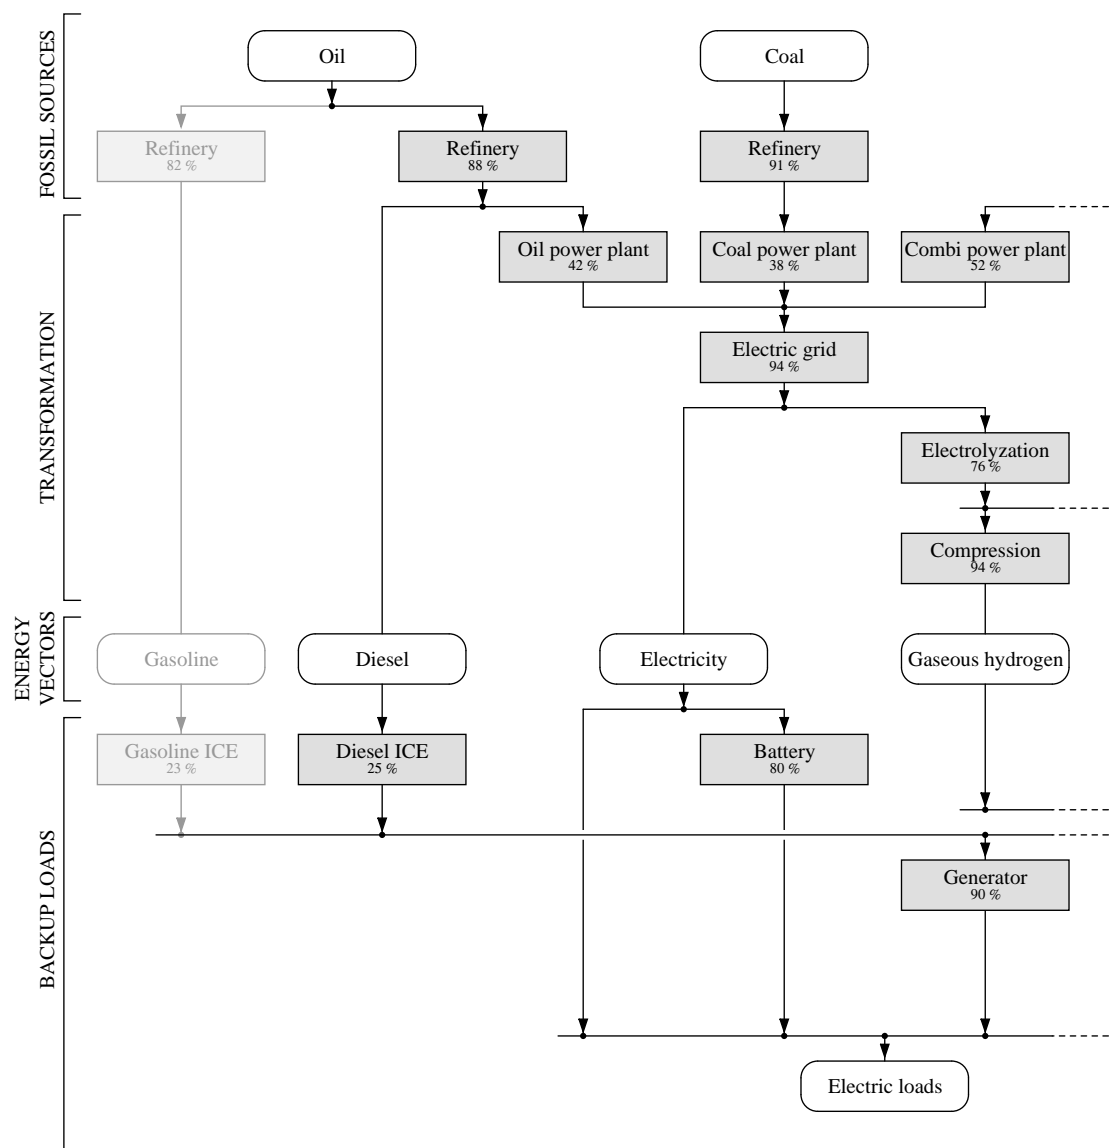 FOSSIL SOURCES
Oil
Coal
Refinery
82 %
Refinery
88 %
Refinery
91 %
TRANSFORMATION
Oil power plant
42 %
Coal power plant
38 %
Combi power plant
52 %
Electric grid
94 %
Electrolyzation
76 %
Compression
94 %
ENERGY
VECTORS
Gasoline
Diesel
Electricity
Gaseous hydrogen
BACKUP LOADS
Gasoline ICE
23 %
Diesel ICE
25 %
Battery
80 %
Generator
90 %
Electric loads